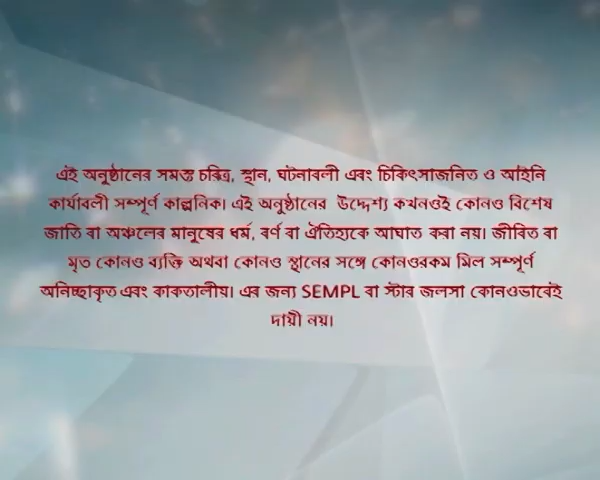 এই অনুষ্ঠানের সমস্ত চরিত্র, স্থান, ঘটনাবলী এবং চিকিৎসাজনিত ও আইনি
কার্যাবলী সম্পূর্ণ কাল্পনিক। এই অনুষ্ঠানের উদ্দেশ্য কখনওই কোনও বিশেষ
জাতি বা অঞ্চলের মানুষের ধর্ম, বর্ণ বা ঐতিহ্যকে আঘাত করা নয়। জীবিত বা
মৃত কোনও ব্যক্তি অথবা কোনও স্থানের সঙ্গে কোনওরকম মিল সম্পূর্ণ
অনিচ্ছাকৃত এবং কাকতালীয়। এর জন্য SEMPL বা স্টার জলসা কোনওভাবেই
দায়ী নয়।